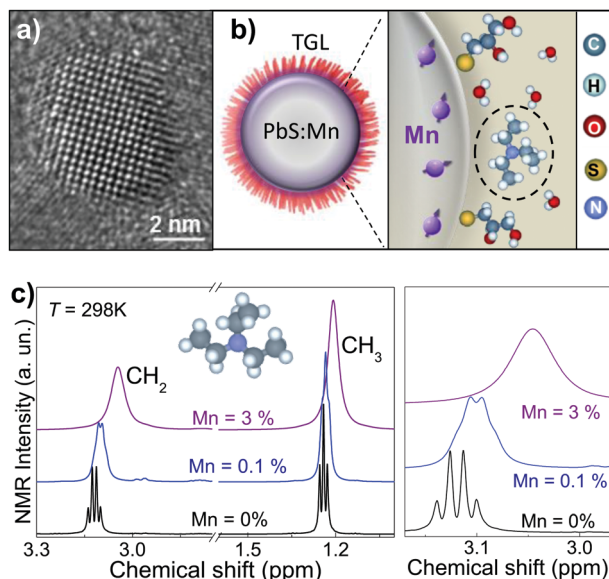 a)
2 nm
b)
TGL
PbS:Mn
Mn
C
H
O
S
N
c)
T = 298K
CH2
CH3
Mn = 3 %
Mn = 0.1 %
Mn = 0%
3.3
3.0
1.5
1.2
Chemical shift (ppm)
NMR Intensity (a. un.)
Mn = 3 %
Mn = 0.1 %
Mn = 0%
3.1
3.0
Chemical shift (ppm)